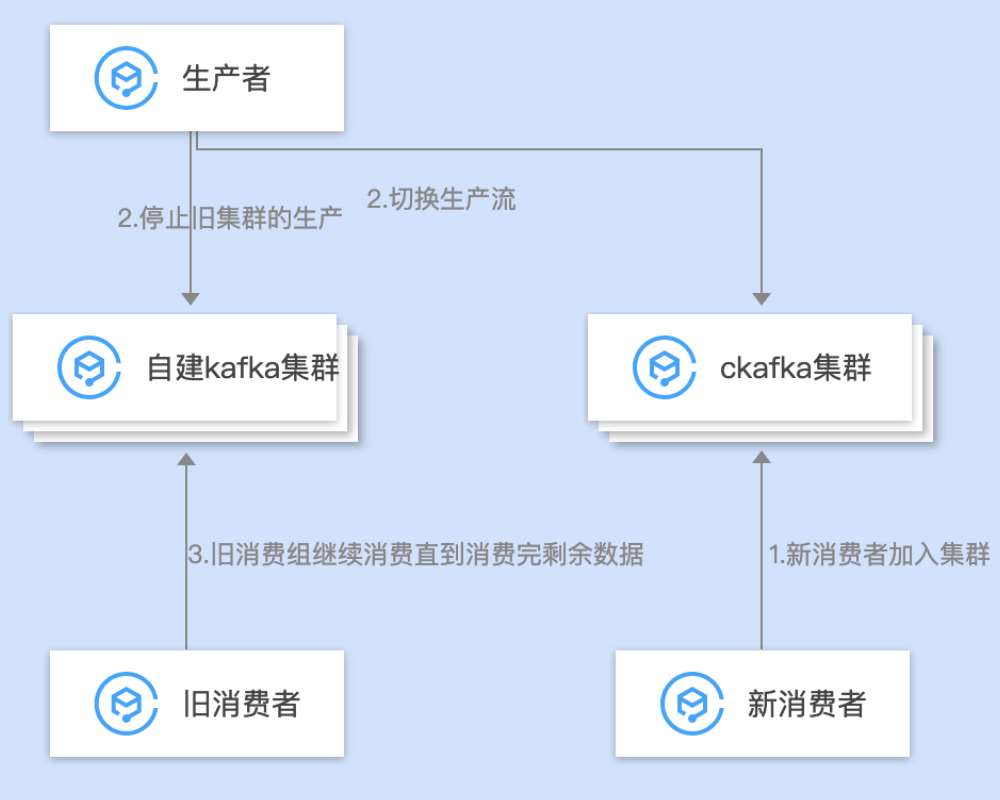 生产者
2.切换生产流
2.停止旧集群的生产
自建kafka集群
ckafka集群
3.旧消费组继续消费直到消费完剩余数据
1.新消费者加入集群
旧消费者
新消费者